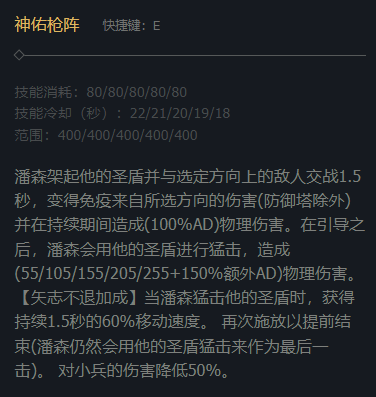 神佑枪阵 快捷键：E
技能消耗：80/80/80/80/80
技能冷却（秒）：22/21/20/19/18
范围：400/400/400/400/400
潘森架起他的圣盾并与选定方向上的敌人交战1.5
秒，变得免疫来自所选方向的伤害(防御塔除外)
并在持续期间造成(100%AD)物理伤害。在引导之
后，潘森会用他的圣盾进行猛击，造成
(55/105/155/205/255+150%额外AD)物理伤害。
【矢志不退加成】当潘森猛击他的圣盾时，获得
持续1.5秒的60%移动速度。 再次施放以提前结
束(潘森仍然会用他的圣盾猛击来作为最后一
击)。 对小兵的伤害降低50%。